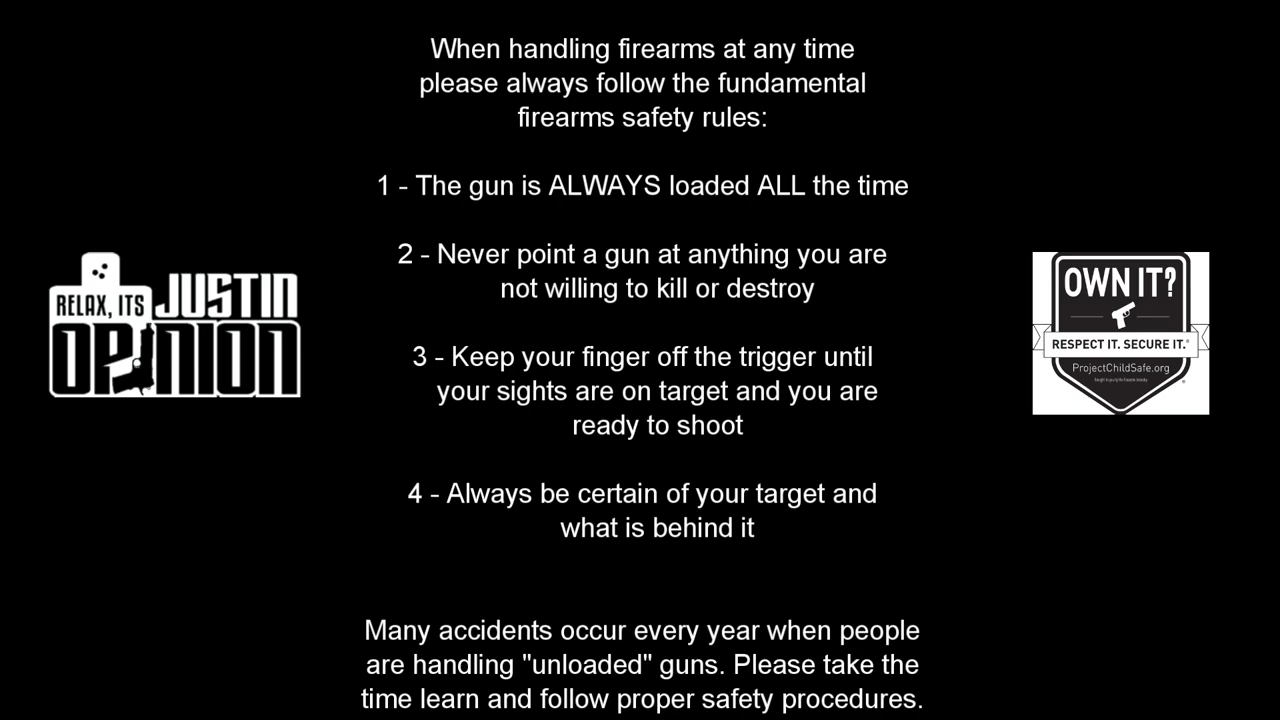 When handling firearms at any time
please always follow the fundamental
firearms safety rules:
1 - The gun is ALWAYS loaded ALL the time
2 - Never point a gun at anything you are
not willing to kill or destroy
3 - Keep your finger off the trigger until
your sights are on target and you are
ready to shoot
4 - Always be certain of your target and
what is behind it
Many accidents occur every year when people
are handling "unloaded" guns. Please take the
time learn and follow proper safety procedures.
RELAX, ITS JUSTIN
OPINION
OWN IT?
RESPECT IT. SECURE IT.®
ProjectChildSafe.org